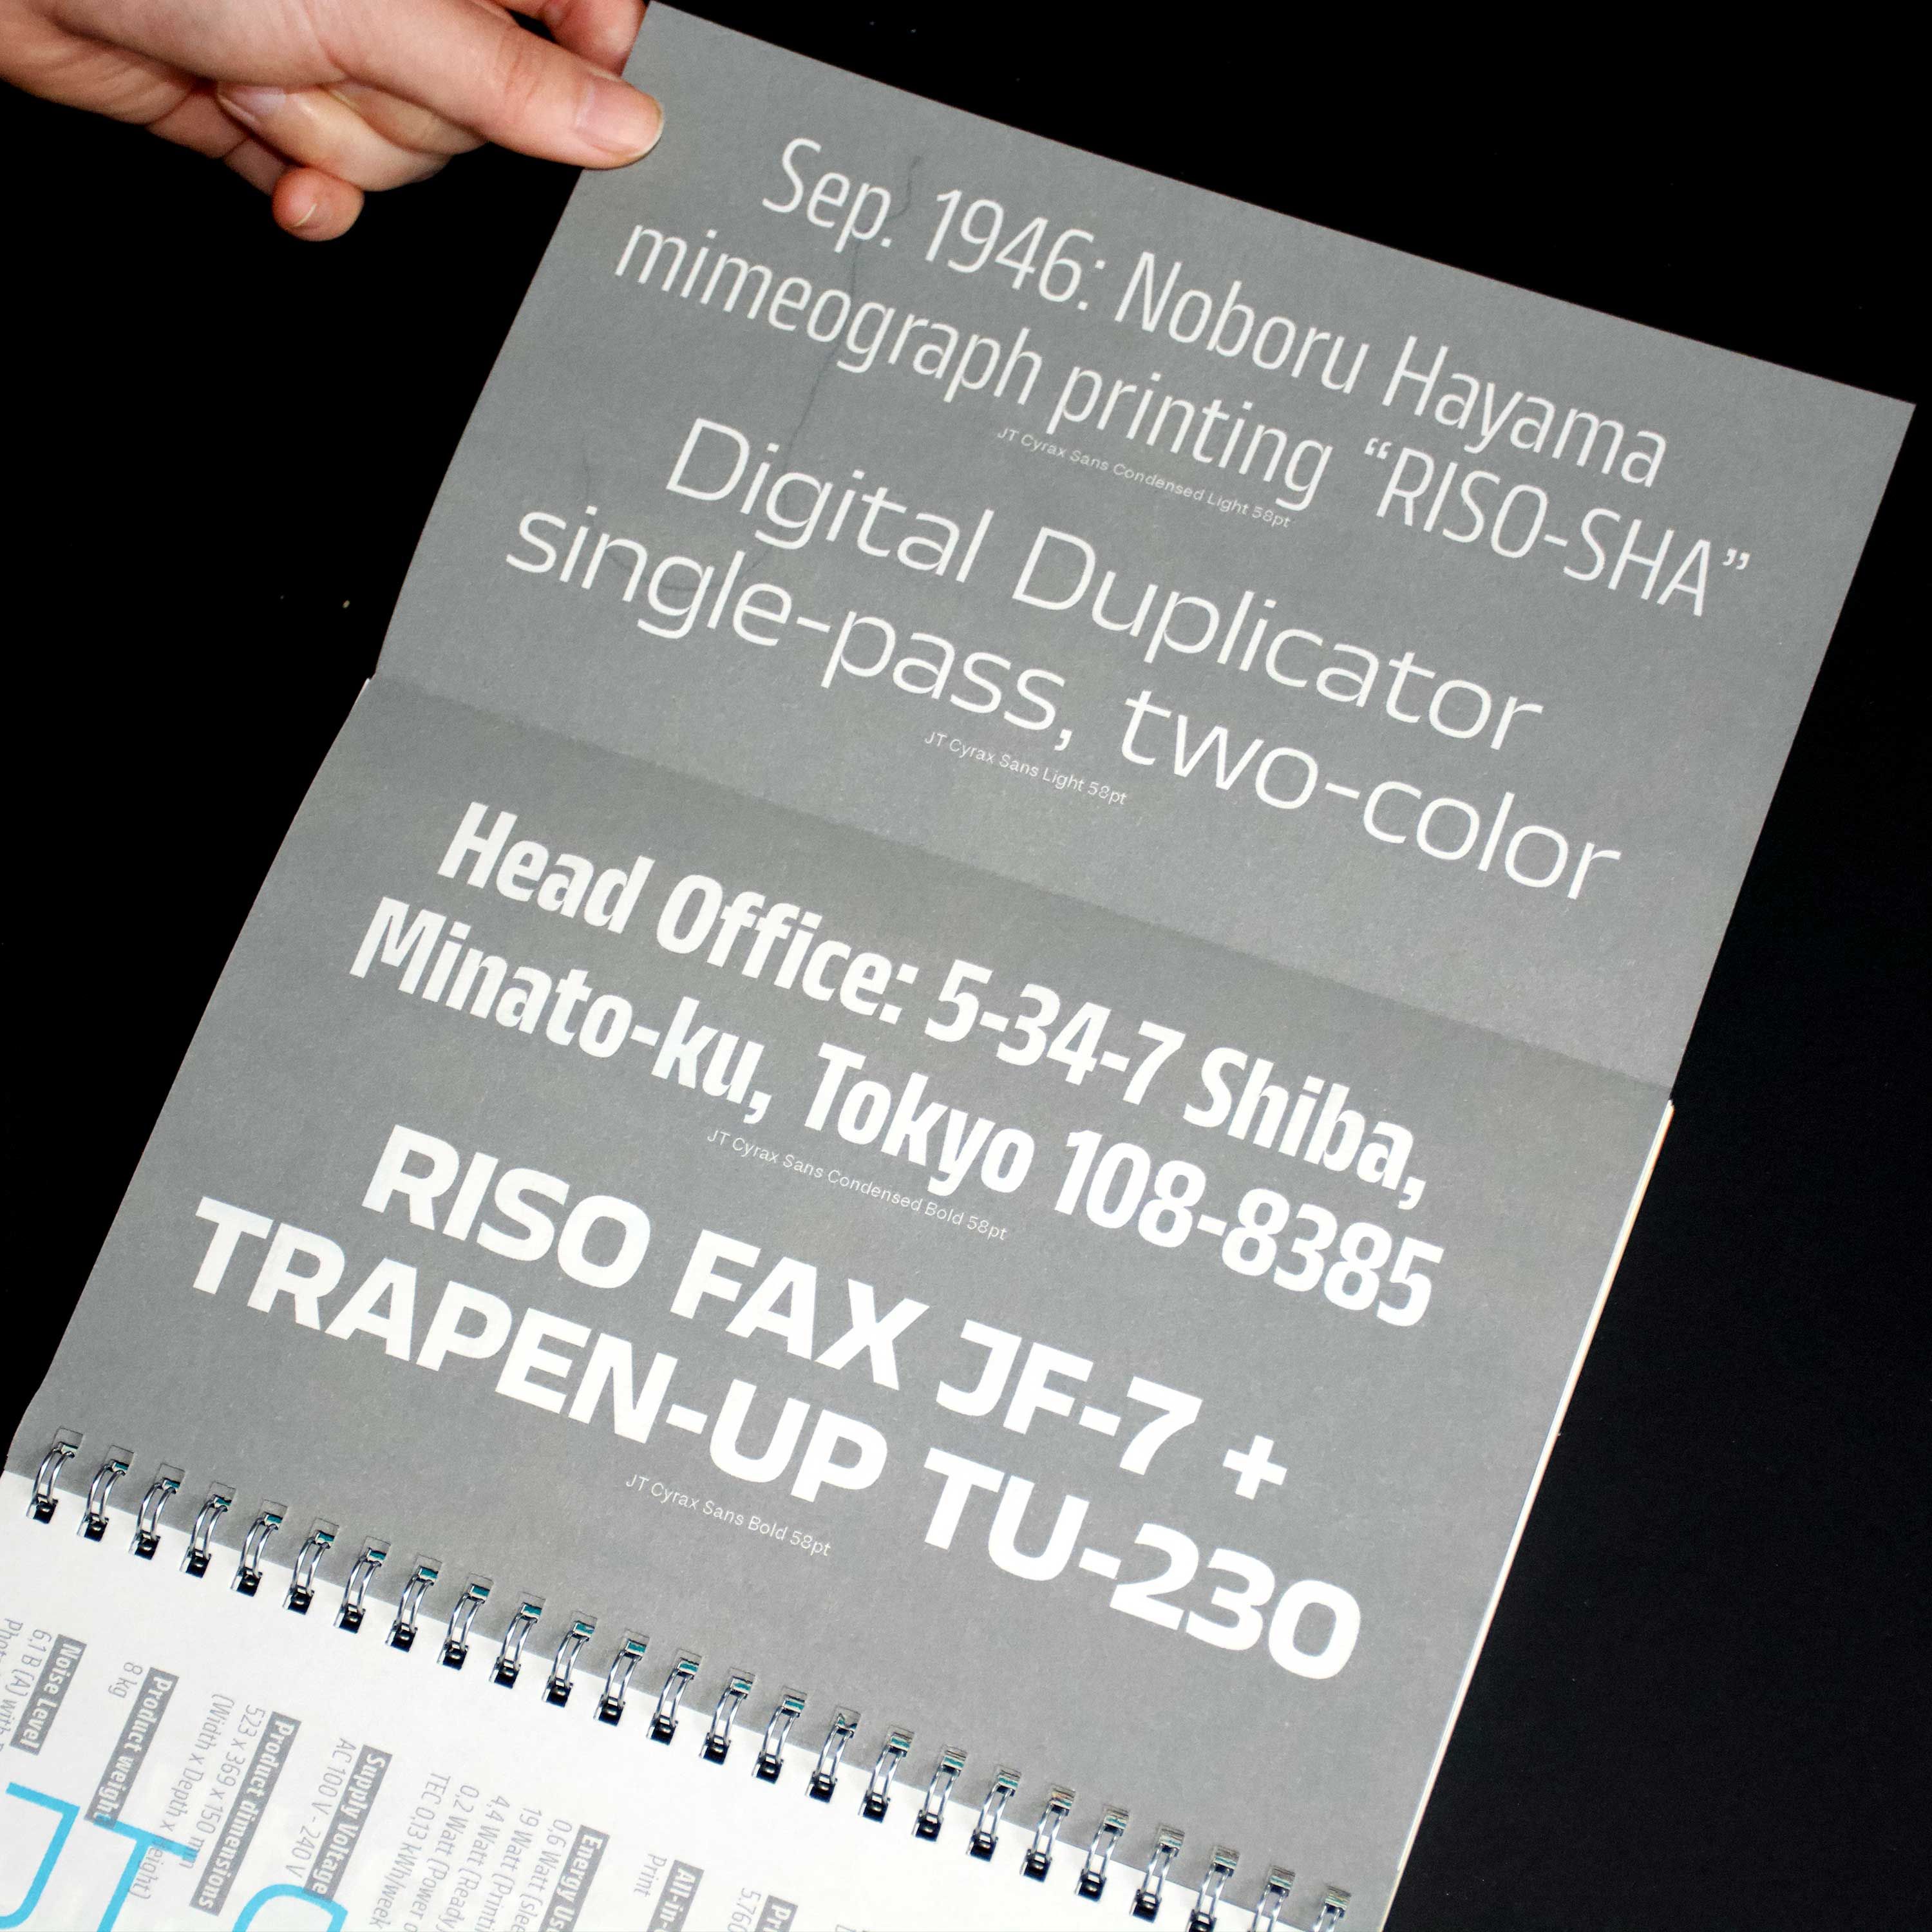 Sep. 1946: Noboru Hayama
mimeograph printing “RISO-SHA”
JT Cyrax Sans Condensed Light 58pt
Digital Duplicator
single-pass, two-color
JT Cyrax Sans Light 58pt
Head Office: 5-34-7 Shiba,
Minato-ku, Tokyo 108-8385
JT Cyrax Sans Condensed Bold 58pt
RISO FAX JF-7 +
TRAPEN-UP TU-230
JT Cyrax Sans Bold 58pt
Noise Level
6,1 B (A) with
Product weight
8 kg
Product dimensions
523 x 369 x 150 mm
(Width x Depth x
Supply Voltage
AC 100 V - 240 V
Energy
0,6 Watt
19 Watt
4,4 Watt (Ready)
0,2 Watt (Power
TEC 0,13 kWh/week
All-in-
Print